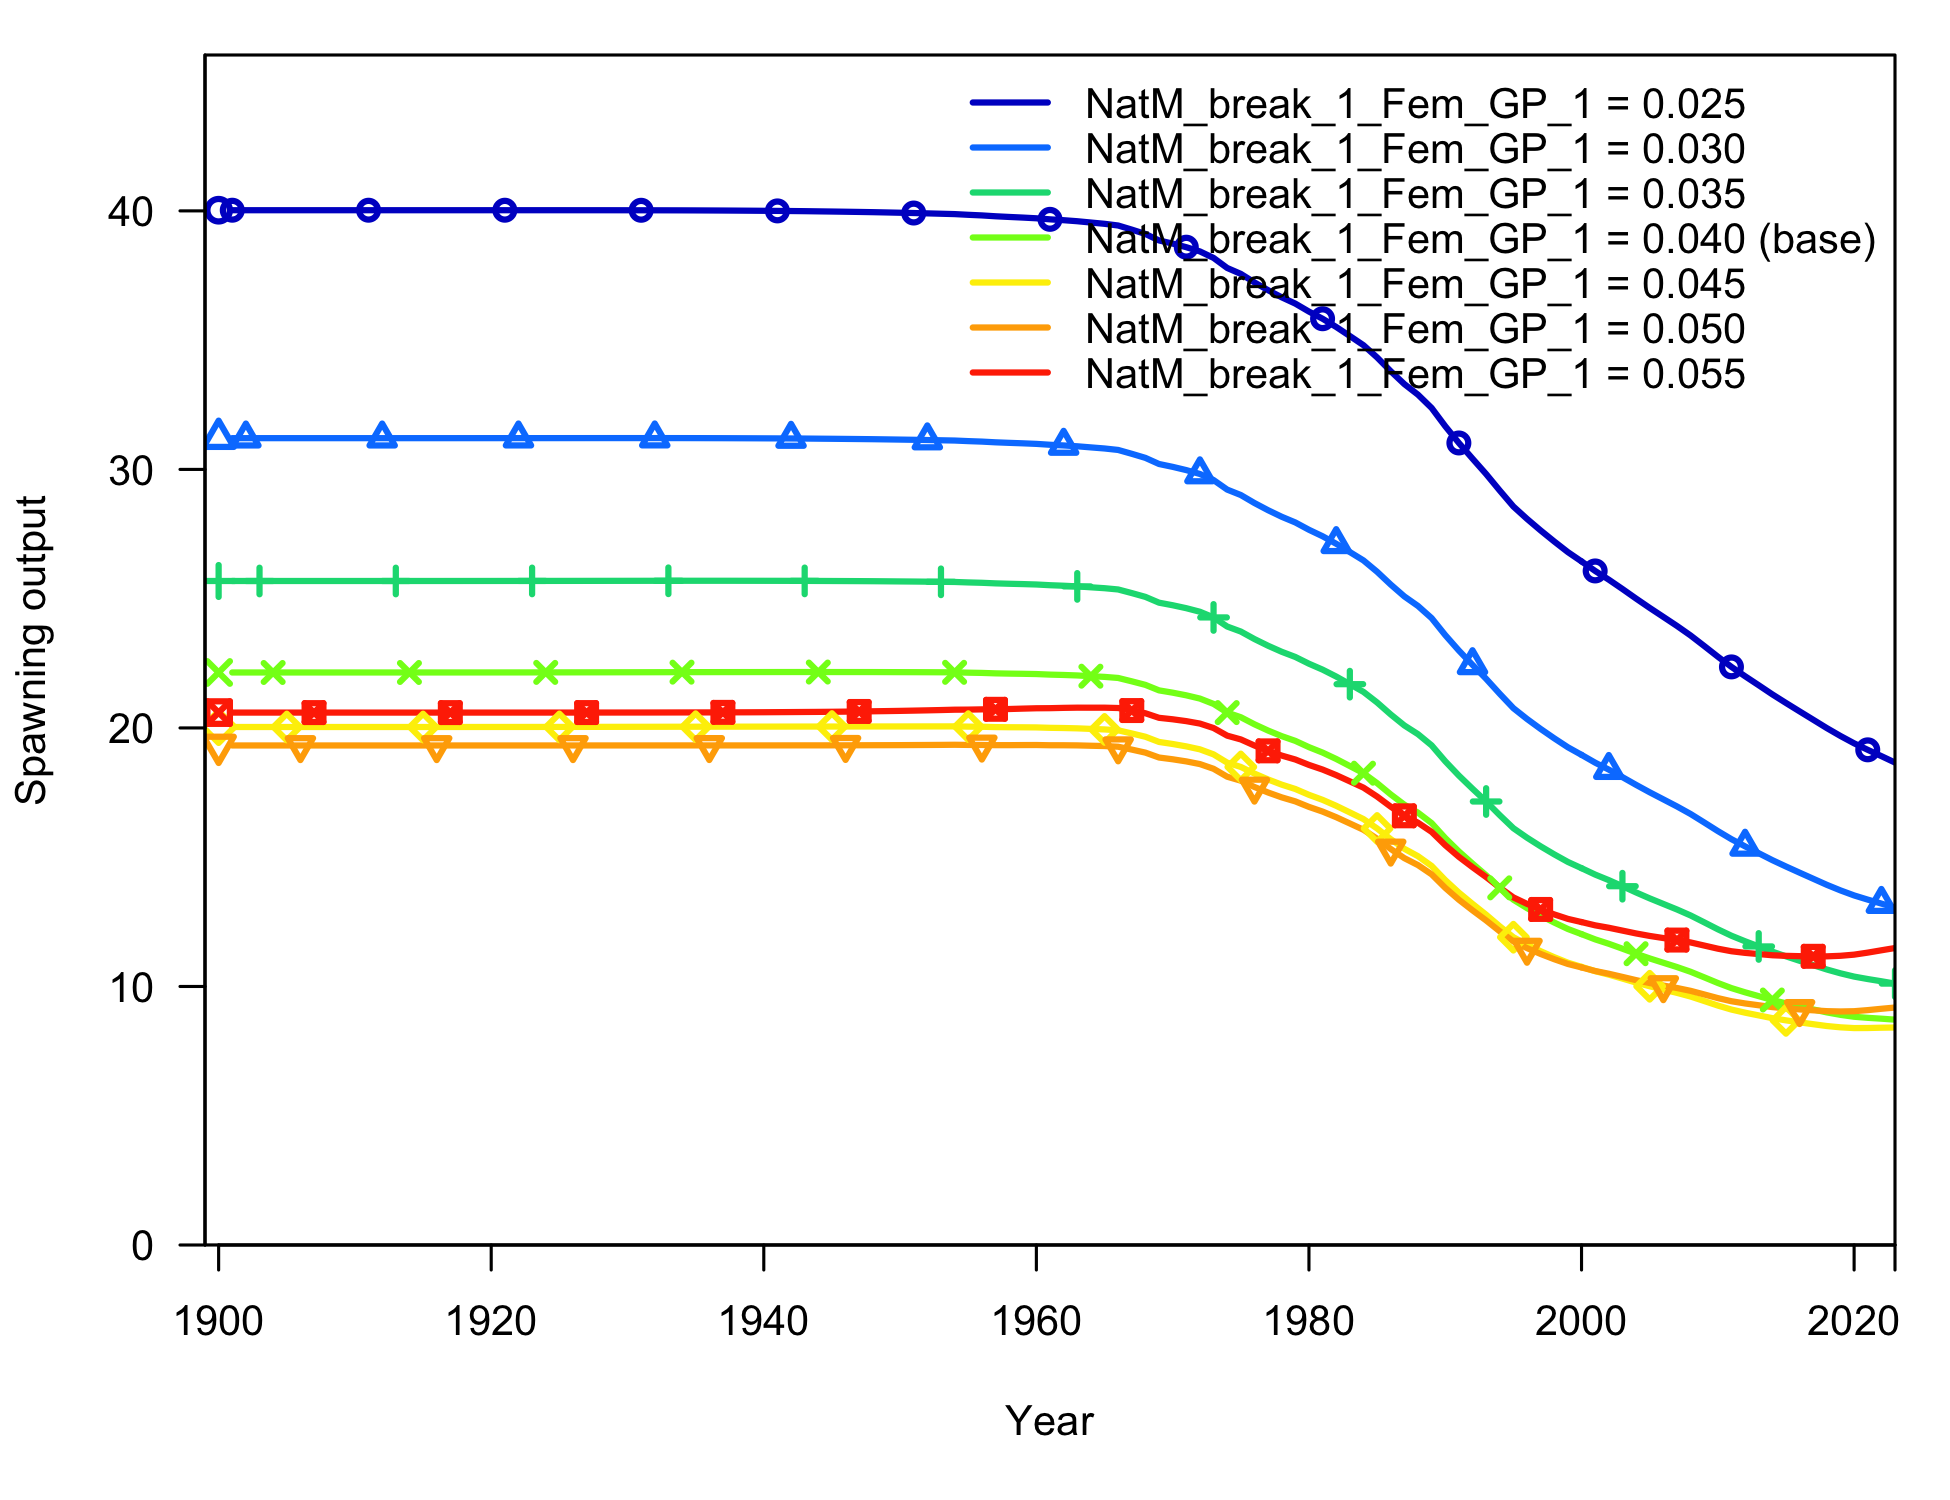 NatM_break_1_Fem_GP_1 = 0.025
NatM_break_1_Fem_GP_1 = 0.030
NatM_break_1_Fem_GP_1 = 0.035
NatM_break_1_Fem_GP_1 = 0.040 (base)
NatM_break_1_Fem_GP_1 = 0.045
NatM_break_1_Fem_GP_1 = 0.050
NatM_break_1_Fem_GP_1 = 0.055
Spawning output
40
30
20
10
0
1900 1920 1940 1960 1980 2000 2020
Year